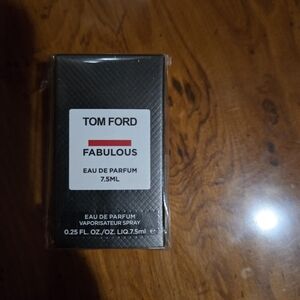 TOM FORD
FABULOUS
EAU DE PARFUM
7.5ML
EAU DE PARFUM
VAPORISATEUR SPRAY
0.25 FL. OZ./OZ. LIQ.7.5ml e